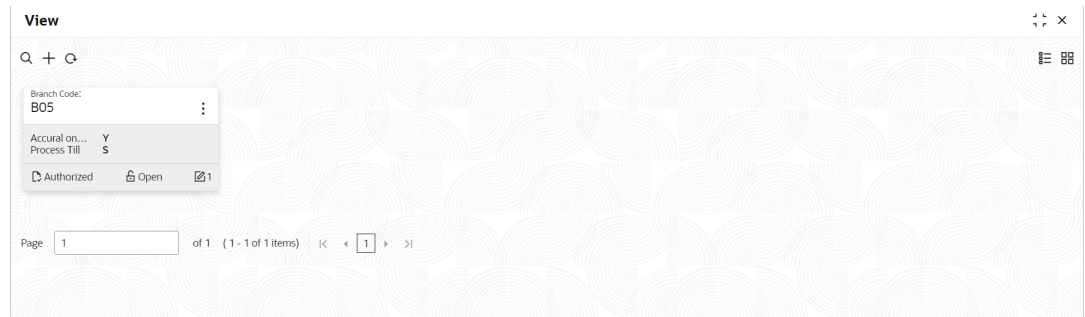 View
Branch Code:
B05
Accural on... Y
Process Till S
Authorized Open 1
Page 1 of 1 ( 1 - 1 of 1 items) 1